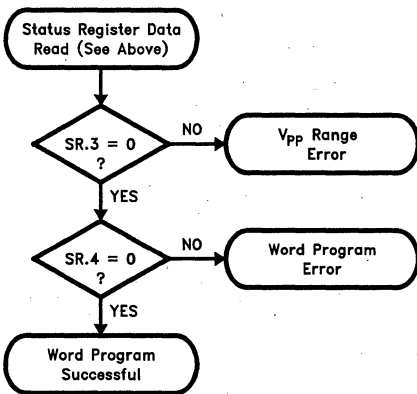 Status Register Data
Read (See Above)
SR.3 = 0
?
NO
VPP Range
Error
YES
SR.4 = 0
?
NO
Word Program
Error
YES
Word Program
Successful